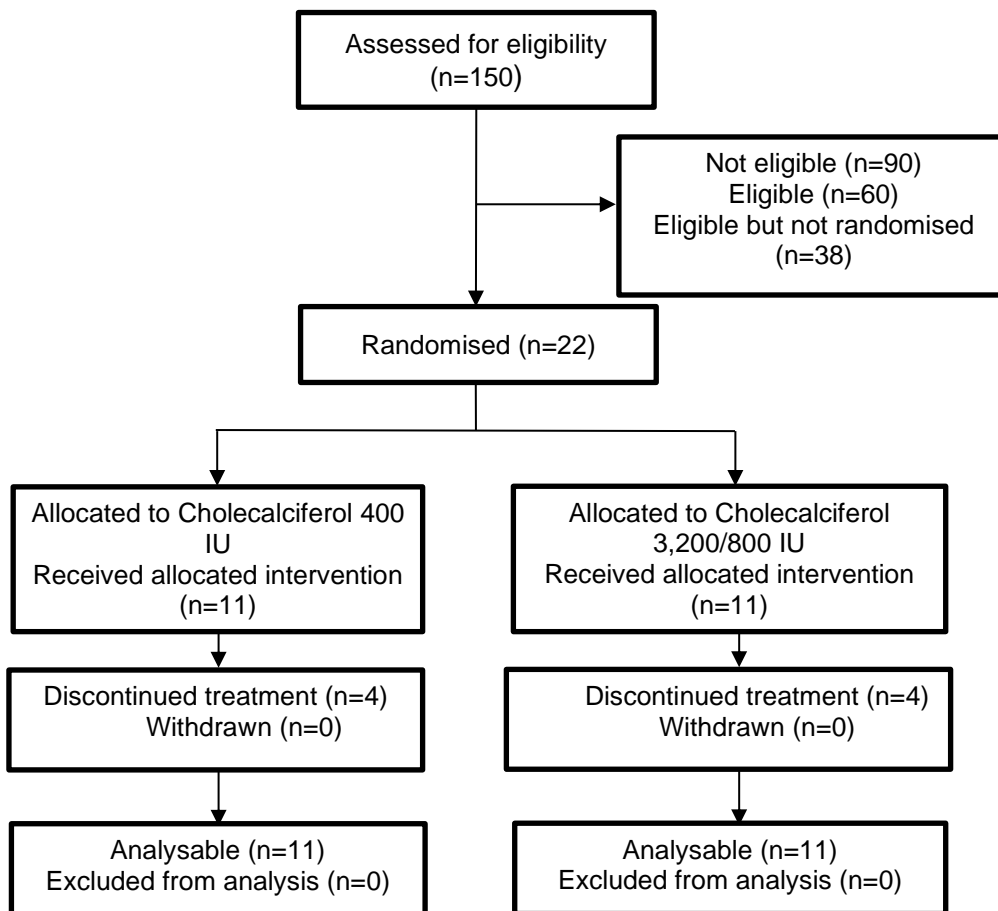 Assessed for eligibility
(n=150)
Not eligible (n=90)
Eligible (n=60)
Eligible but not randomised
(n=38)
Randomised (n=22)
Allocated to Cholecalciferol 400
IU
Received allocated intervention
(n=11)
Allocated to Cholecalciferol
3,200/800 IU
Received allocated intervention
(n=11)
Discontinued treatment (n=4)
Withdrawn (n=0)
Discontinued treatment (n=4)
Withdrawn (n=0)
Analysable (n=11)
Excluded from analysis (n=0)
Analysable (n=11)
Excluded from analysis (n=0)